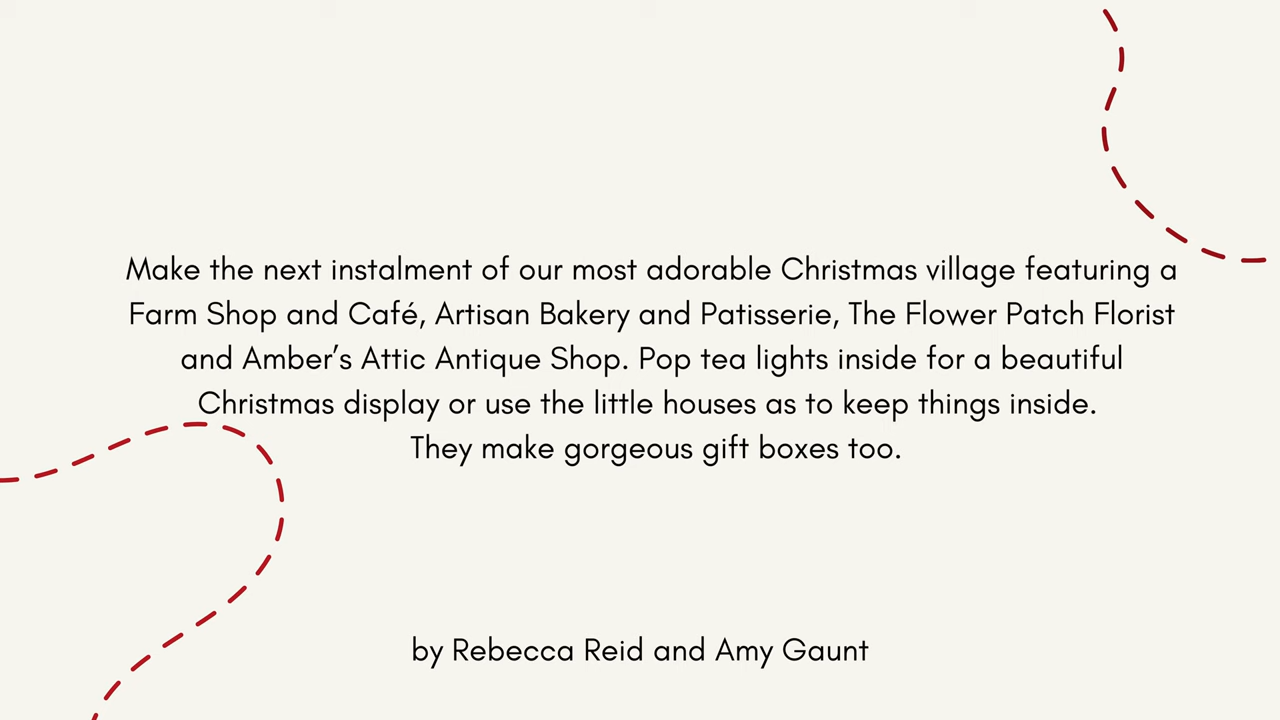 Make the next instalment of our most adorable Christmas village featuring a
Farm Shop and Café, Artisan Bakery and Patisserie, The Flower Patch Florist
and Amber’s Attic Antique Shop. Pop tea lights inside for a beautiful
Christmas display or use the little houses as to keep things inside.
They make gorgeous gift boxes too.
by Rebecca Reid and Amy Gaunt